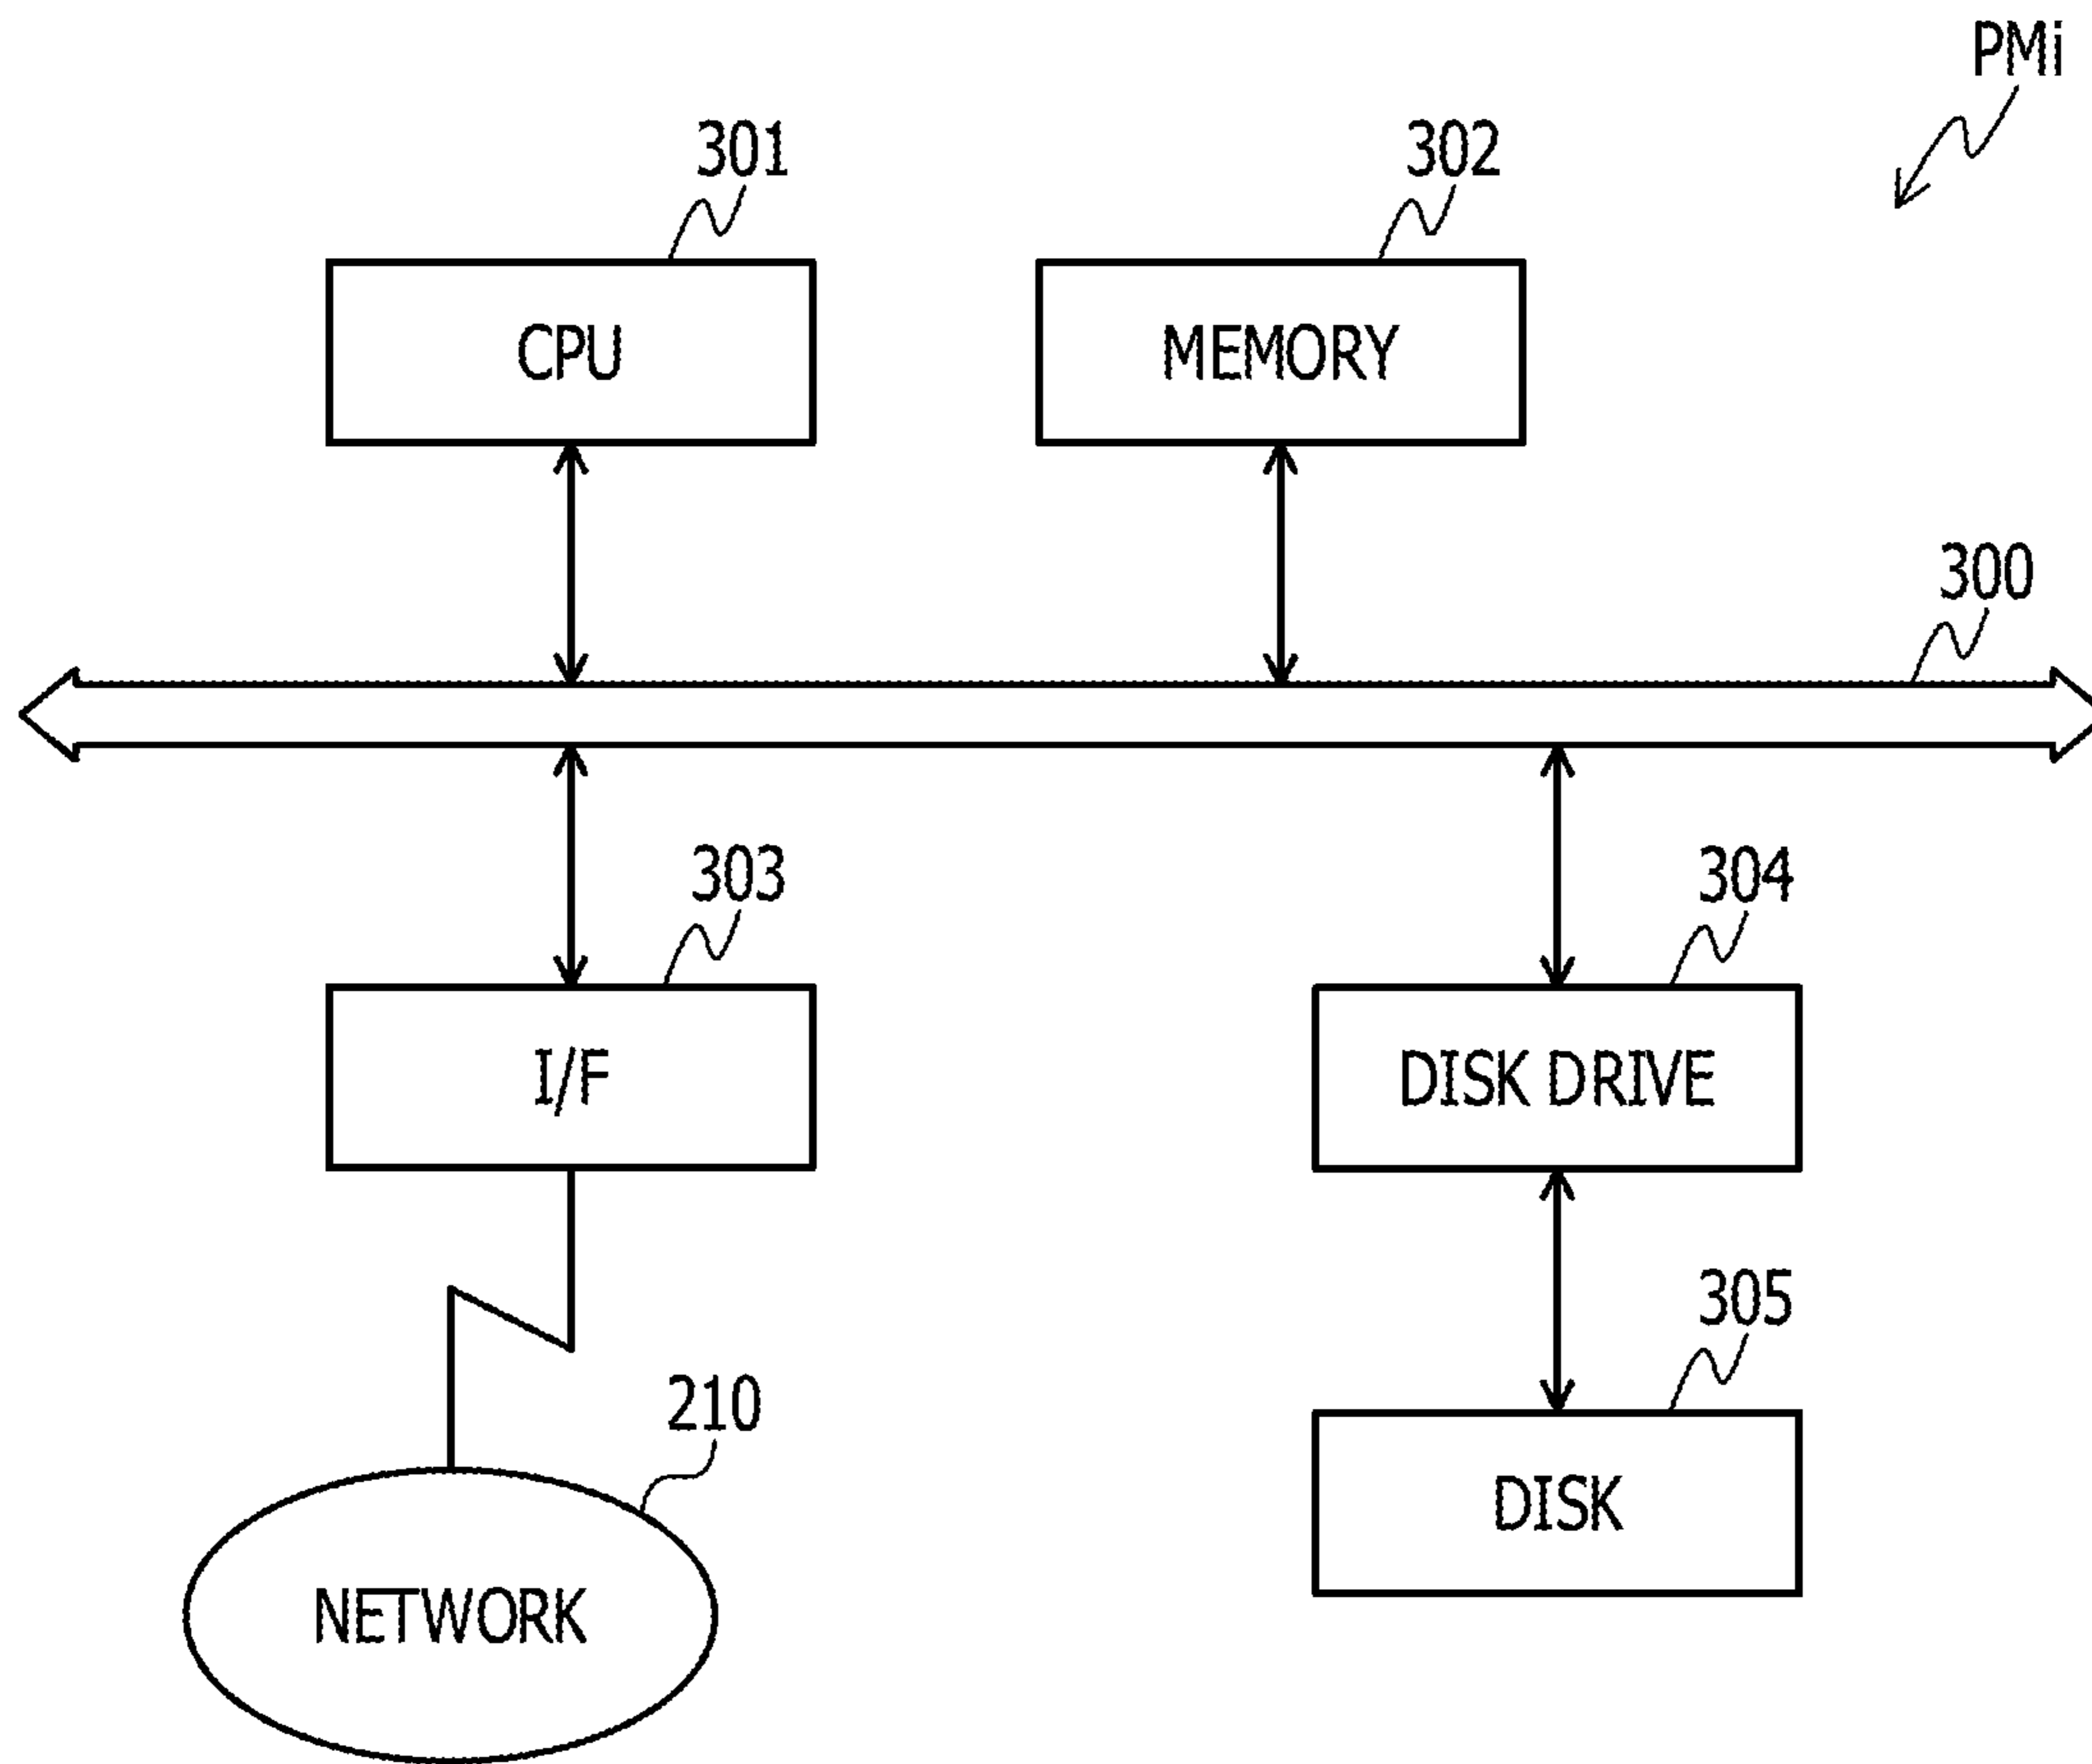 PMi
301
302
CPU
MEMORY
300
303
304
I/F
DISK DRIVE
305
210
DISK
NETWORK